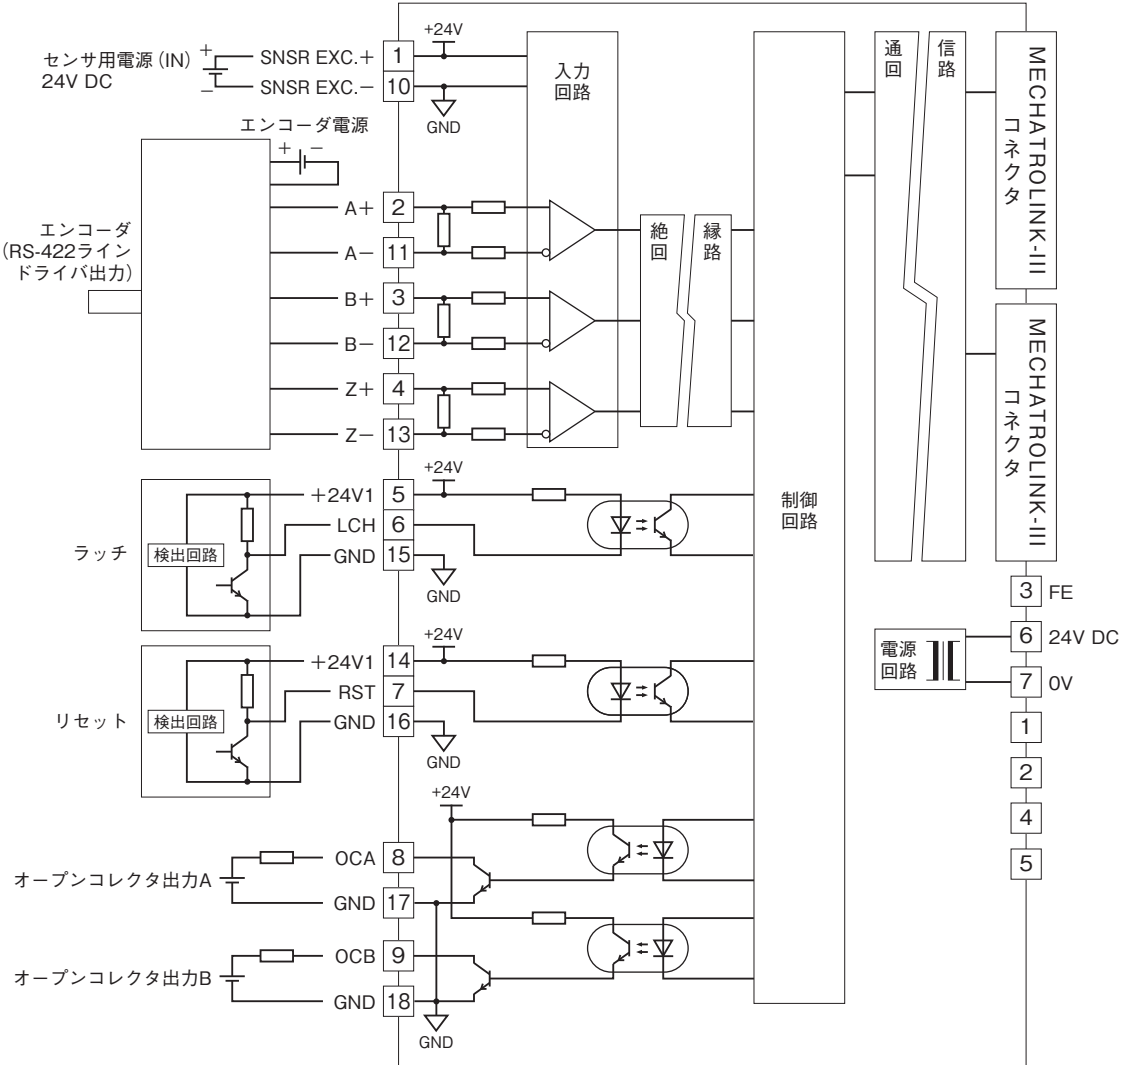 センサ用電源(IN)
24V DC
+
−
SNSR EXC.+ 1
SNSR EXC.− 10
+24V
GND
エンコーダ電源
+ −
エンコーダ
(RS-422ライン
ドライバ出力)
A+ 2
A− 11
B+ 3
B− 12
Z+ 4
Z− 13
入力
回路
絶縁
回路
制御
回路
通信
回路
MECHATROLINK-III
コネクタ
MECHATROLINK-III
コネクタ
ラッチ
検出回路
+24V1 5
LCH 6
GND 15
+24V
GND
リセット
検出回路
+24V1 14
RST 7
GND 16
+24V
GND
+24V
オープンコレクタ出力A
OCA 8
GND 17
オープンコレクタ出力B
OCB 9
GND 18
GND
3 FE
電源
回路
6 24V DC
7 0V
1
2
4
5